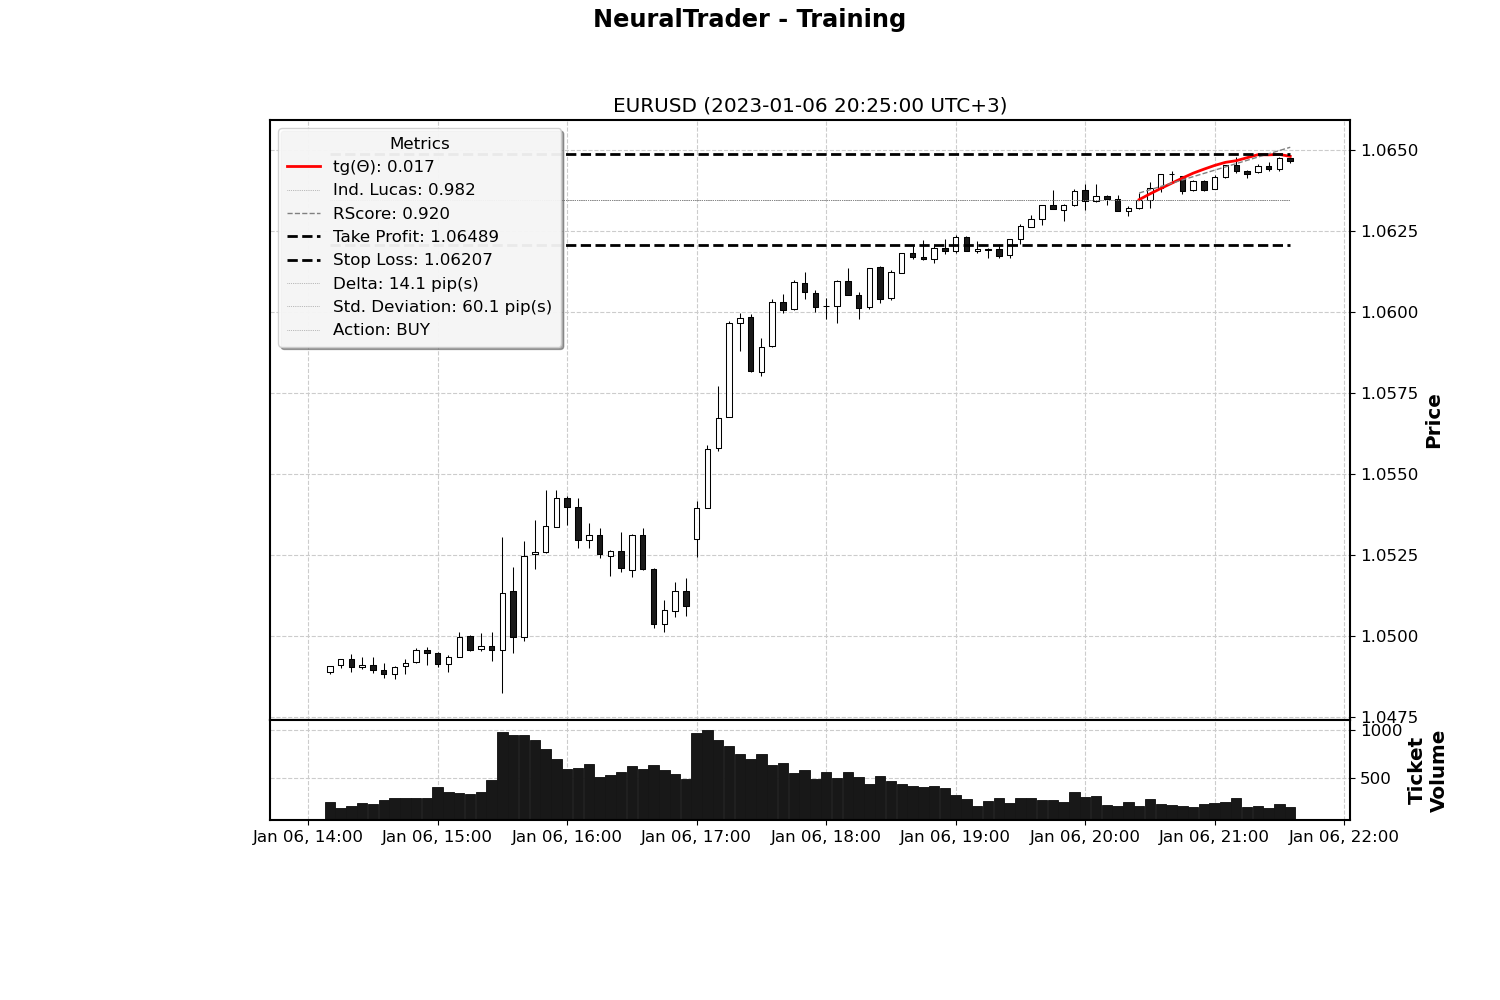 NeuralTrader - Training
EURUSD (2023-01-06 20:25:00 UTC+3)
Metrics
tg(Θ): 0.017
Ind. Lucas: 0.982
RScore: 0.920
Take Profit: 1.06489
Stop Loss: 1.06207
Delta: 14.1 pip(s)
Std. Deviation: 60.1 pip(s)
Action: BUY
1.0650
1.0625
1.0600
1.0575
1.0550
1.0525
1.0500
1.0475
Price
1000
500
Ticket
Volume
Jan 06, 14:00
Jan 06, 15:00
Jan 06, 16:00
Jan 06, 17:00
Jan 06, 18:00
Jan 06, 19:00
Jan 06, 20:00
Jan 06, 21:00
Jan 06, 22:00